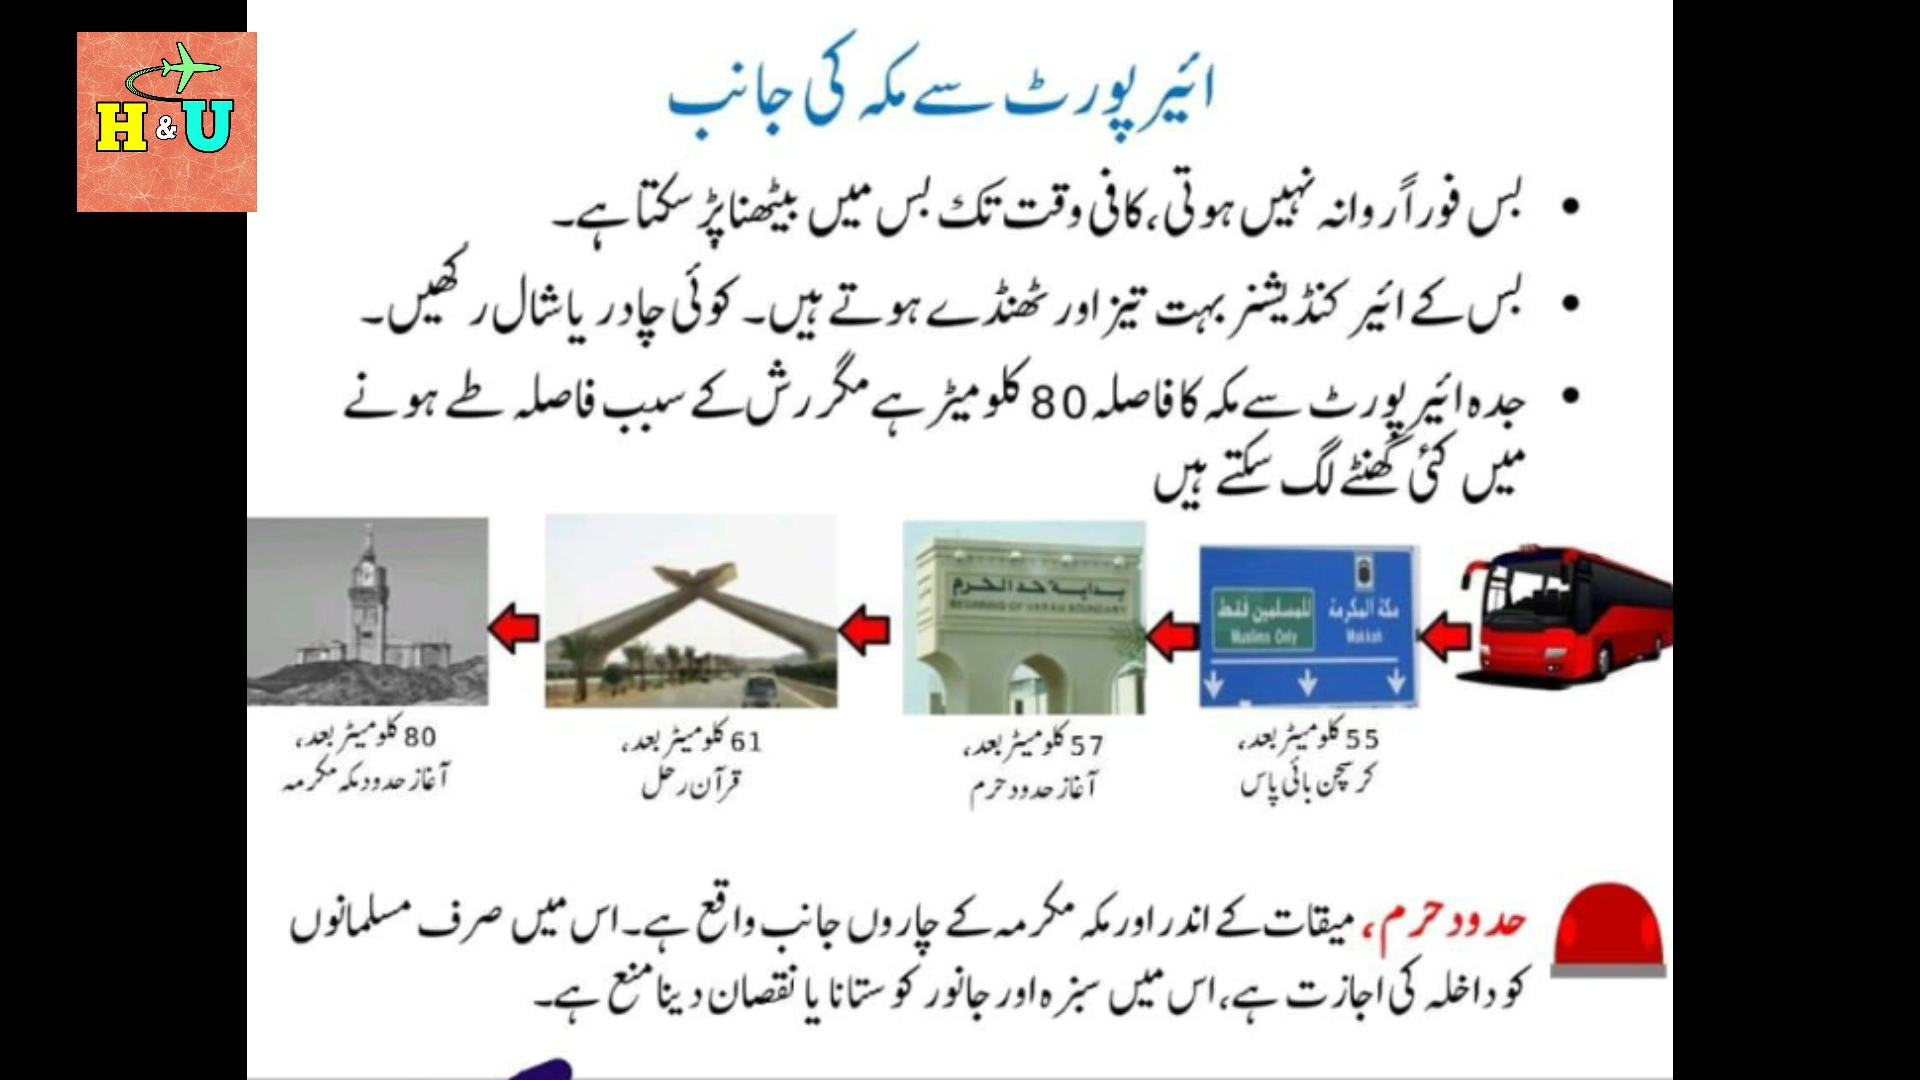 H&U
ائیرپورٹ سے مکہ کی جانب
• بس فوراً روانہ نہیں ہوتی، کافی وقت تک بس میں بیٹھنا پڑ سکتا ہے۔
• بس کے ائیر کنڈیشنر بہت تیز اور ٹھنڈے ہوتے ہیں۔ کوئی چادر یا شال رکھیں۔
• جدہ ائیرپورٹ سے مکہ کا فاصلہ 80 کلومیٹر ہے مگر رش کے سبب فاصلہ طے ہونے
میں کئی گھنٹے لگ سکتے ہیں
مكة المكرمة
Makkah
للمسلمين فقط
Muslims Only
بداية حد الحرم
BEGINING OF HARAM BOUNDARY
55 کلومیٹر بعد،
کرسچن بائی پاس
57 کلومیٹر بعد،
آغاز حدود حرم
61 کلومیٹر بعد،
قرآن رحل
80 کلومیٹر بعد،
آغاز حدود مکہ مکرمہ
حدود حرم، میقات کے اندر اور مکہ مکرمہ کے چاروں جانب واقع ہے۔ اس میں صرف مسلمانوں
کو داخلہ کی اجازت ہے، اس میں سبزہ اور جانور کو ستانا یا نقصان دینا منع ہے۔